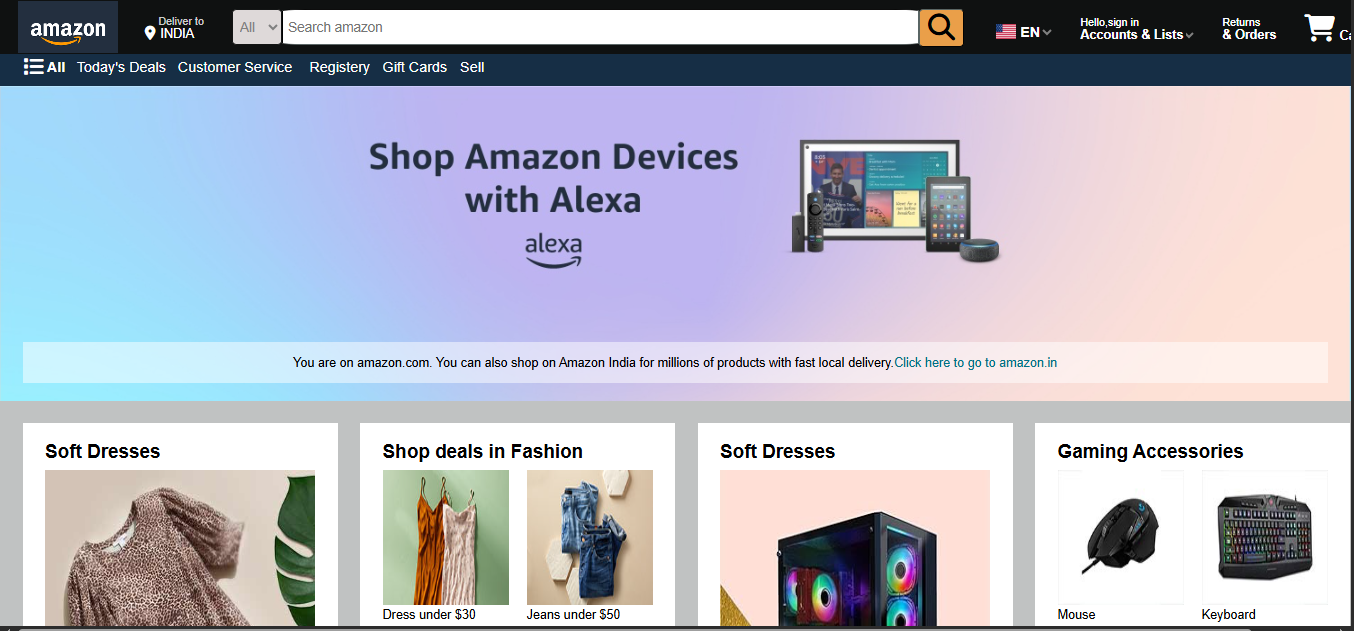 amazon
Deliver to
INDIA
All
Search amazon
EN
Hello,sign in
Accounts & Lists
Returns
& Orders
All Today's Deals Customer Service Registery Gift Cards Sell
Shop Amazon Devices
with Alexa
alexa
You are on amazon.com. You can also shop on Amazon India for millions of products with fast local delivery.Click here to go to amazon.in
Soft Dresses
Shop deals in Fashion
Dress under $30
Jeans under $50
Soft Dresses
Gaming Accessories
Mouse
Keyboard